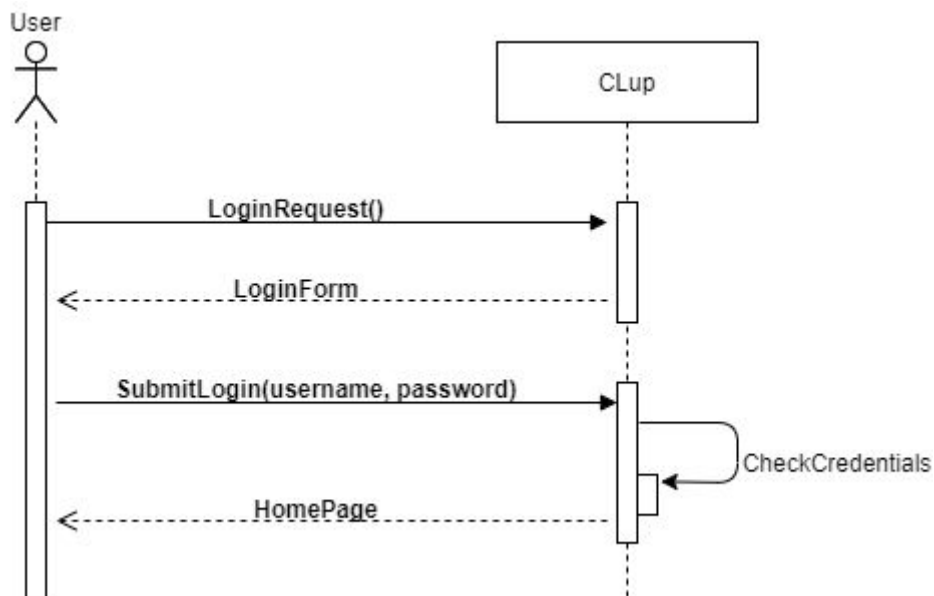 User
CLup
LoginRequest()
LoginForm
SubmitLogin(username, password)
CheckCredentials
HomePage